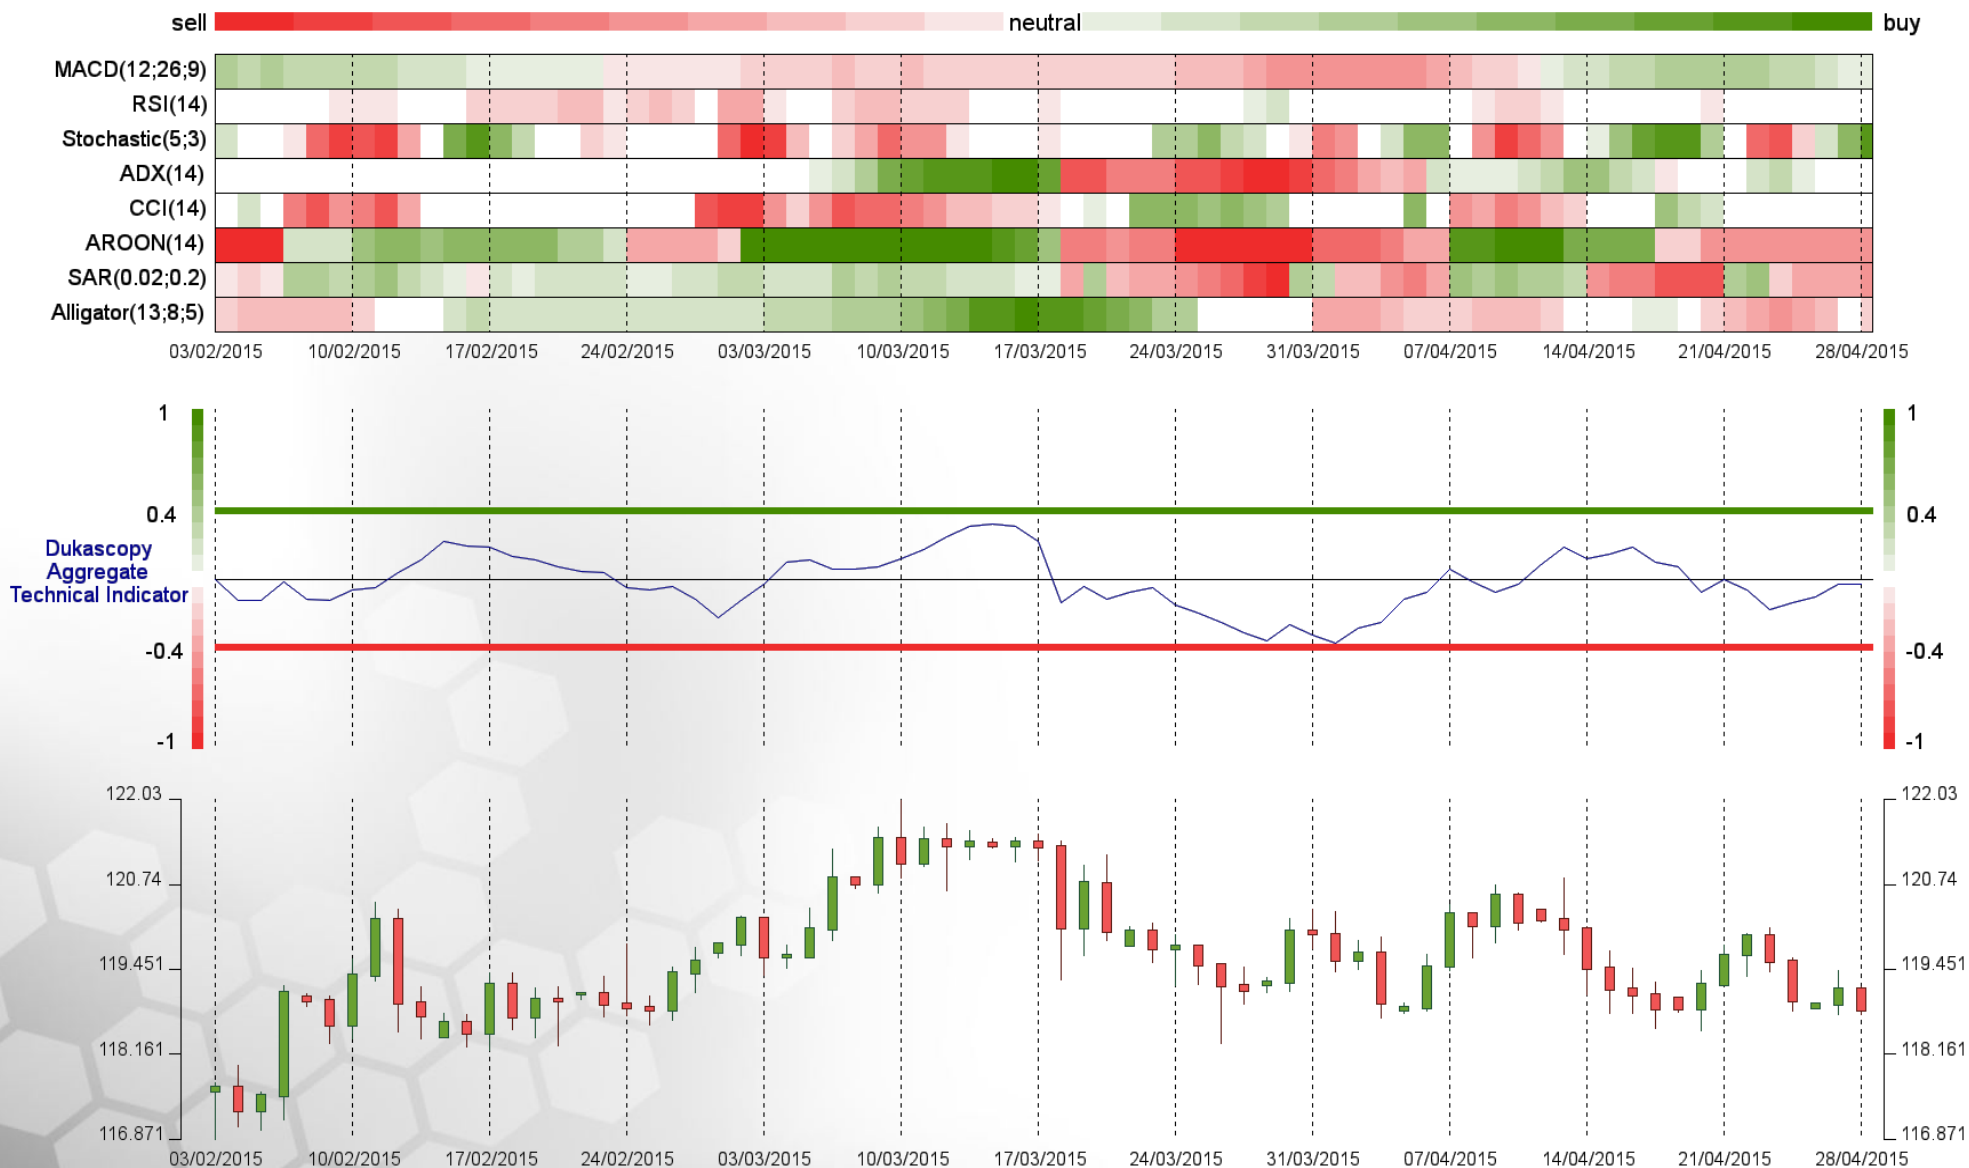 sell neutral buy
MACD(12;26;9)
RSI(14)
Stochastic(5;3)
ADX(14)
CCI(14)
AROON(14)
SAR(0.02;0.2)
Alligator(13;8;5)
03/02/2015 10/02/2015 17/02/2015 24/02/2015 03/03/2015 10/03/2015 17/03/2015 24/03/2015 31/03/2015 07/04/2015 14/04/2015 21/04/2015 28/04/2015
1 1
0.4 0.4
Dukascopy
Aggregate
Technical Indicator
-0.4 -0.4
-1 -1
122.03 122.03
120.74 120.74
119.451 119.451
118.161 118.161
116.871 116.871
03/02/2015 10/02/2015 17/02/2015 24/02/2015 03/03/2015 10/03/2015 17/03/2015 24/03/2015 31/03/2015 07/04/2015 14/04/2015 21/04/2015 28/04/2015